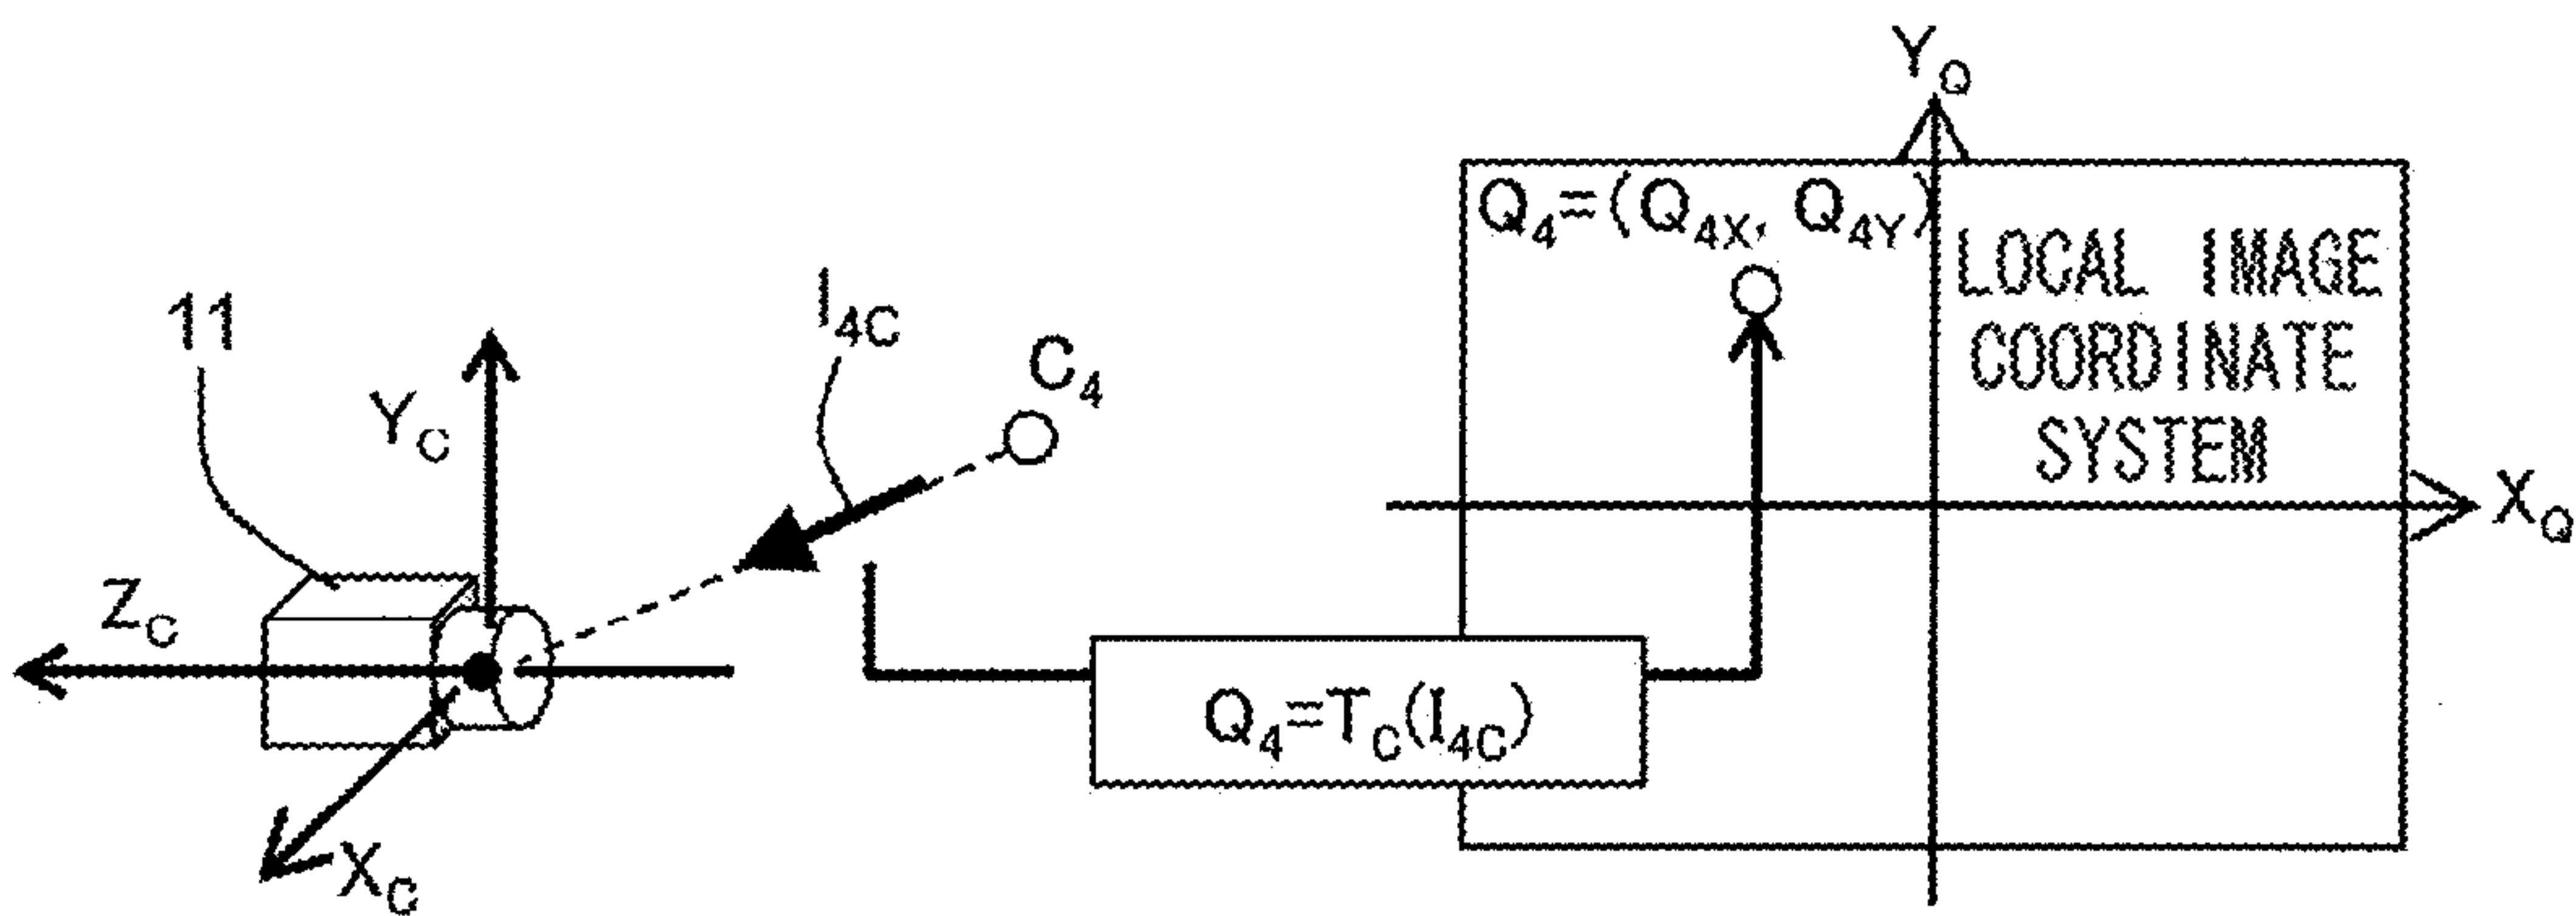 11
Y_C
Z_C
X_C
I_4C
C_4
Q_4=T_C(I_4C)
Y_Q
Q_4=(Q_4X, Q_4Y)
LOCAL IMAGE
COORDINATE
SYSTEM
X_Q